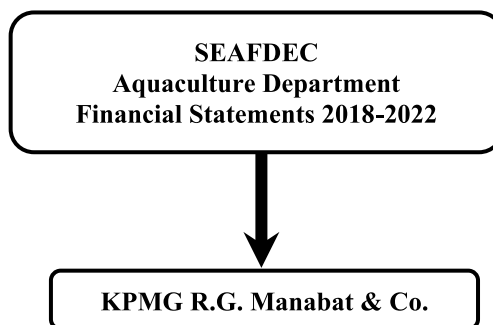 SEAFDEC
Aquaculture Department
Financial Statements 2018-2022
KPMG R.G. Manabat & Co.